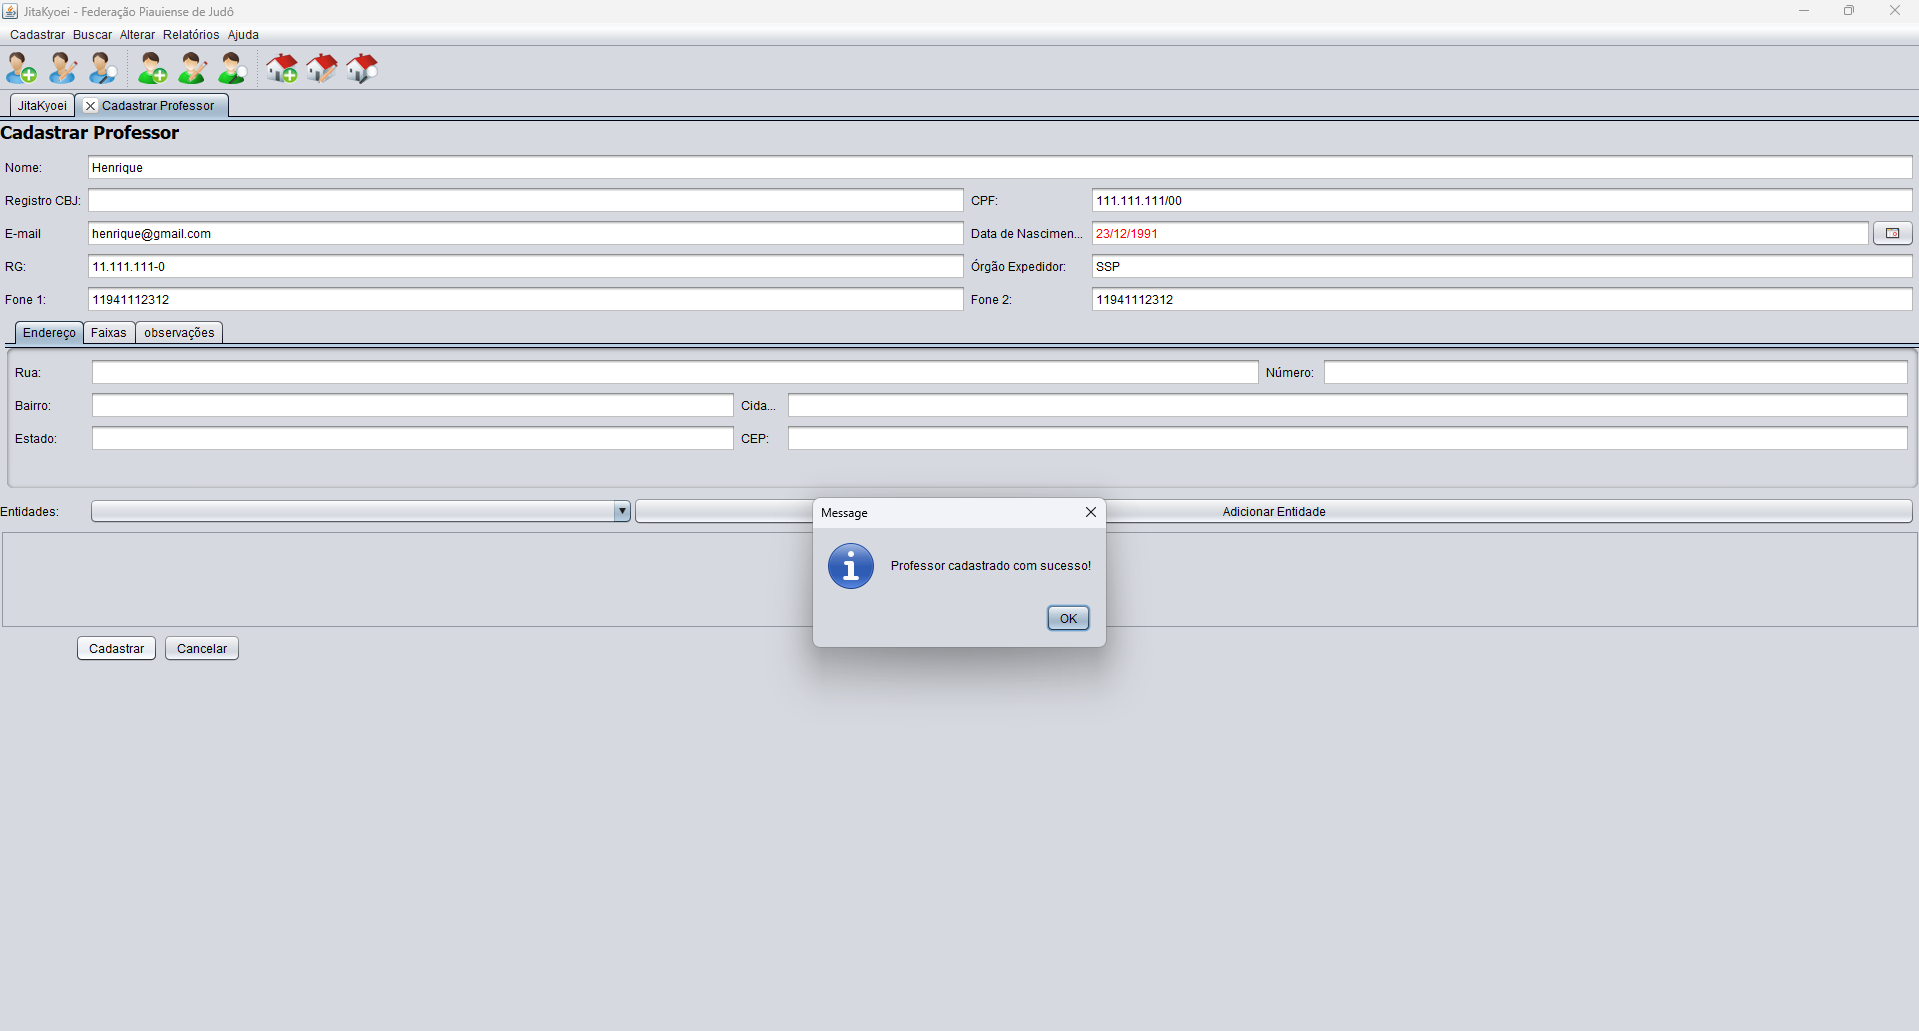 JitaKyoei - Federação Piauiense de Judô
Cadastrar Buscar Alterar Relatórios Ajuda
JitaKyoei Cadastrar Professor
Cadastrar Professor
Nome: Henrique
Registro CBJ: CPF: 111.111.111/00
E-mail henrique@gmail.com Data de Nascimen... 23/12/1991
RG: 11.111.111-0 Órgão Expedidor: SSP
Fone 1: 11941112312 Fone 2: 11941112312
Endereço Faixas observações
Rua: Número:
Bairro: Cida...
Estado: CEP:
Entidades: Adicionar Entidade
Message
Professor cadastrado com sucesso!
OK
Cadastrar Cancelar